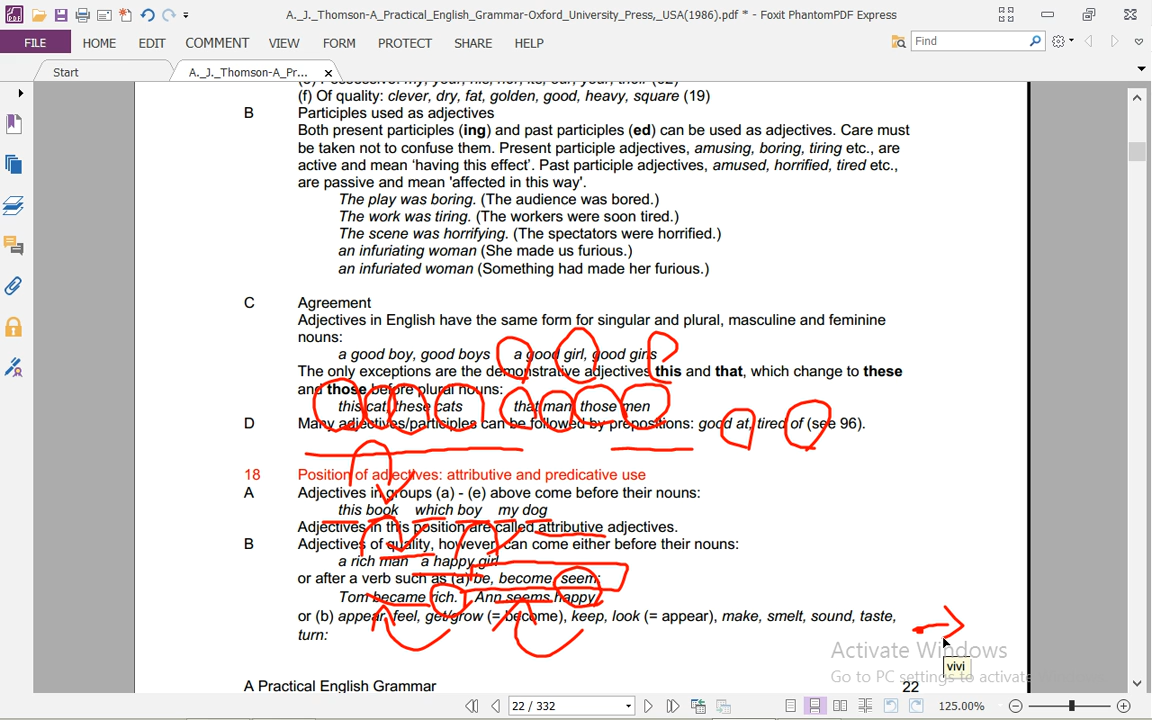 A._J._Thomson-A_Practical_English_Grammar-Oxford_University_Press,_USA(1986).pdf * - Foxit PhantomPDF Express
FILE HOME EDIT COMMENT VIEW FORM PROTECT SHARE HELP Find
Start A._J._Thomson-A_Pr...
(f) Of quality: clever, dry, fat, golden, good, heavy, square (19)
B Participles used as adjectives
Both present participles (ing) and past participles (ed) can be used as adjectives. Care must
be taken not to confuse them. Present participle adjectives, amusing, boring, tiring etc., are
active and mean 'having this effect'. Past participle adjectives, amused, horrified, tired etc.,
are passive and mean 'affected in this way'.
The play was boring. (The audience was bored.)
The work was tiring. (The workers were soon tired.)
The scene was horrifying. (The spectators were horrified.)
an infuriating woman (She made us furious.)
an infuriated woman (Something had made her furious.)
C Agreement
Adjectives in English have the same form for singular and plural, masculine and feminine
nouns:
a good boy, good boys a good girl, good girls
The only exceptions are the demonstrative adjectives this and that, which change to these
and those before plural nouns:
this cat, these cats that man, those men
D Many adjectives/participles can be followed by prepositions: good at, tired of (see 96).
18 Position of adjectives: attributive and predicative use
A Adjectives in groups (a) - (e) above come before their nouns:
this book which boy my dog
Adjectives in this position are called attributive adjectives.
B Adjectives of quality, however, can come either before their nouns:
a rich man a happy girl
or after a verb such as (a) be, become, seem:
Tom became rich. Ann seems happy.
or (b) appear, feel, get/grow (= become), keep, look (= appear), make, smelt, sound, taste,
turn:
Activate Windows
Go to PC settings to activate
vivi
A Practical English Grammar 22
22 / 332 125.00%